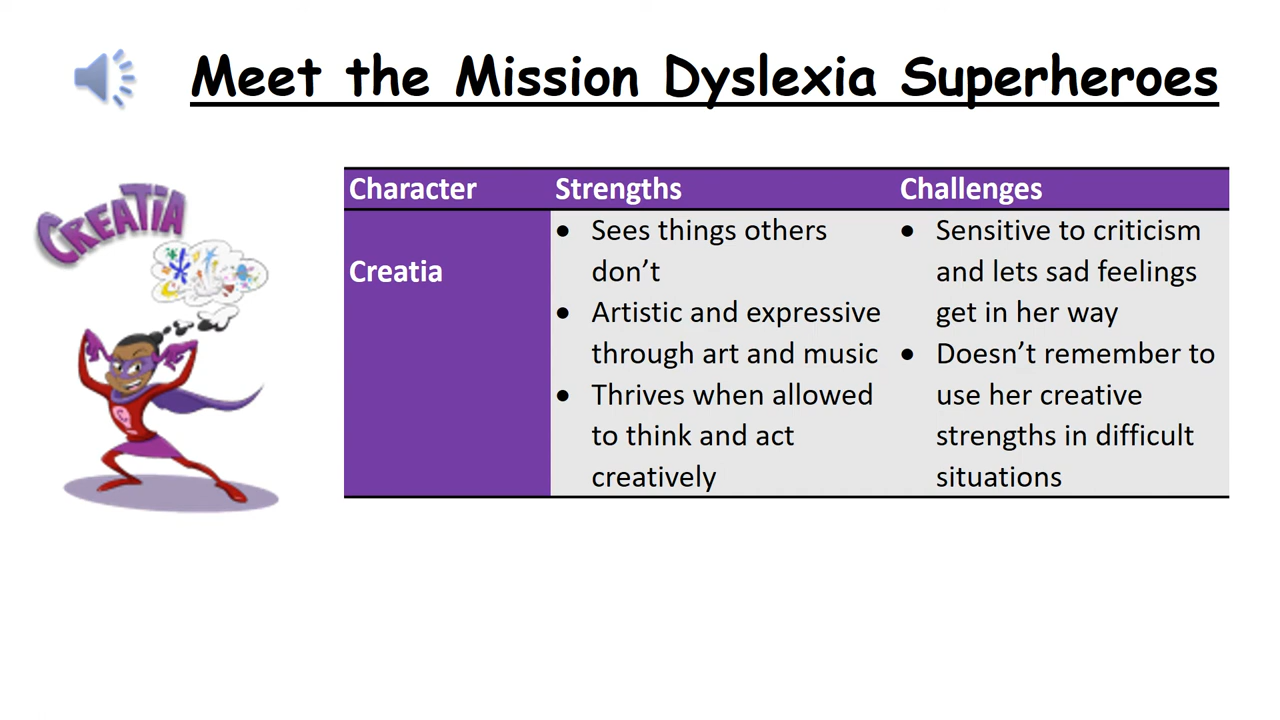 Meet the Mission Dyslexia Superheroes
CREATIA
Character Strengths Challenges
Creatia
• Sees things others
don’t
• Artistic and expressive
through art and music
• Thrives when allowed
to think and act
creatively
• Sensitive to criticism
and lets sad feelings
get in her way
• Doesn’t remember to
use her creative
strengths in difficult
situations
C